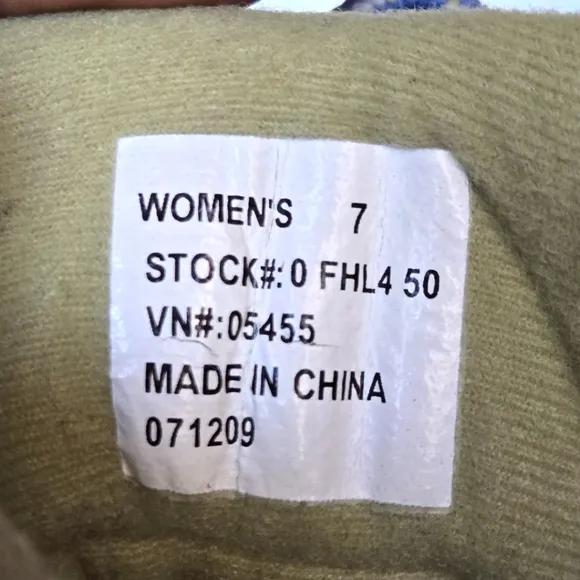 WOMEN'S 7
STOCK#: 0 FHL4 50
VN#:05455
MADE IN CHINA
071209